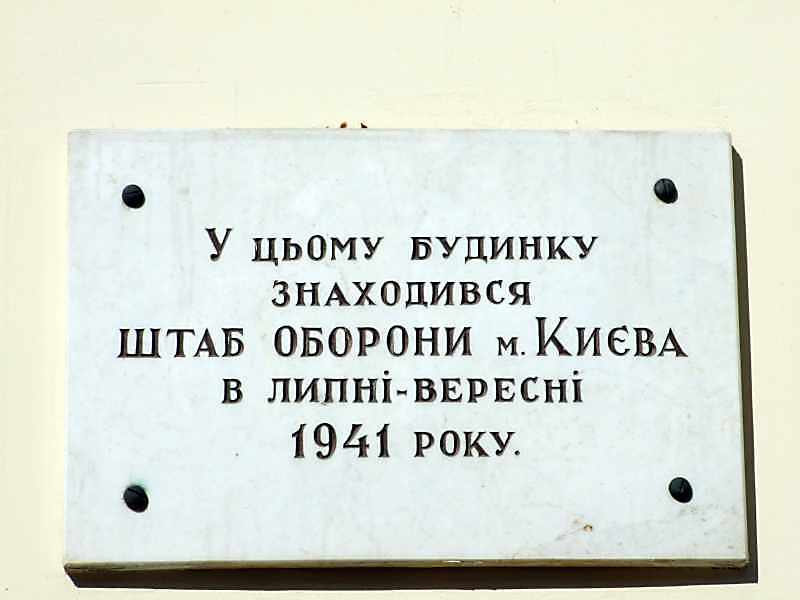 У цьому будинку
знаходився
штаб оборони м. Києва
в липні-вересні
1941 року.